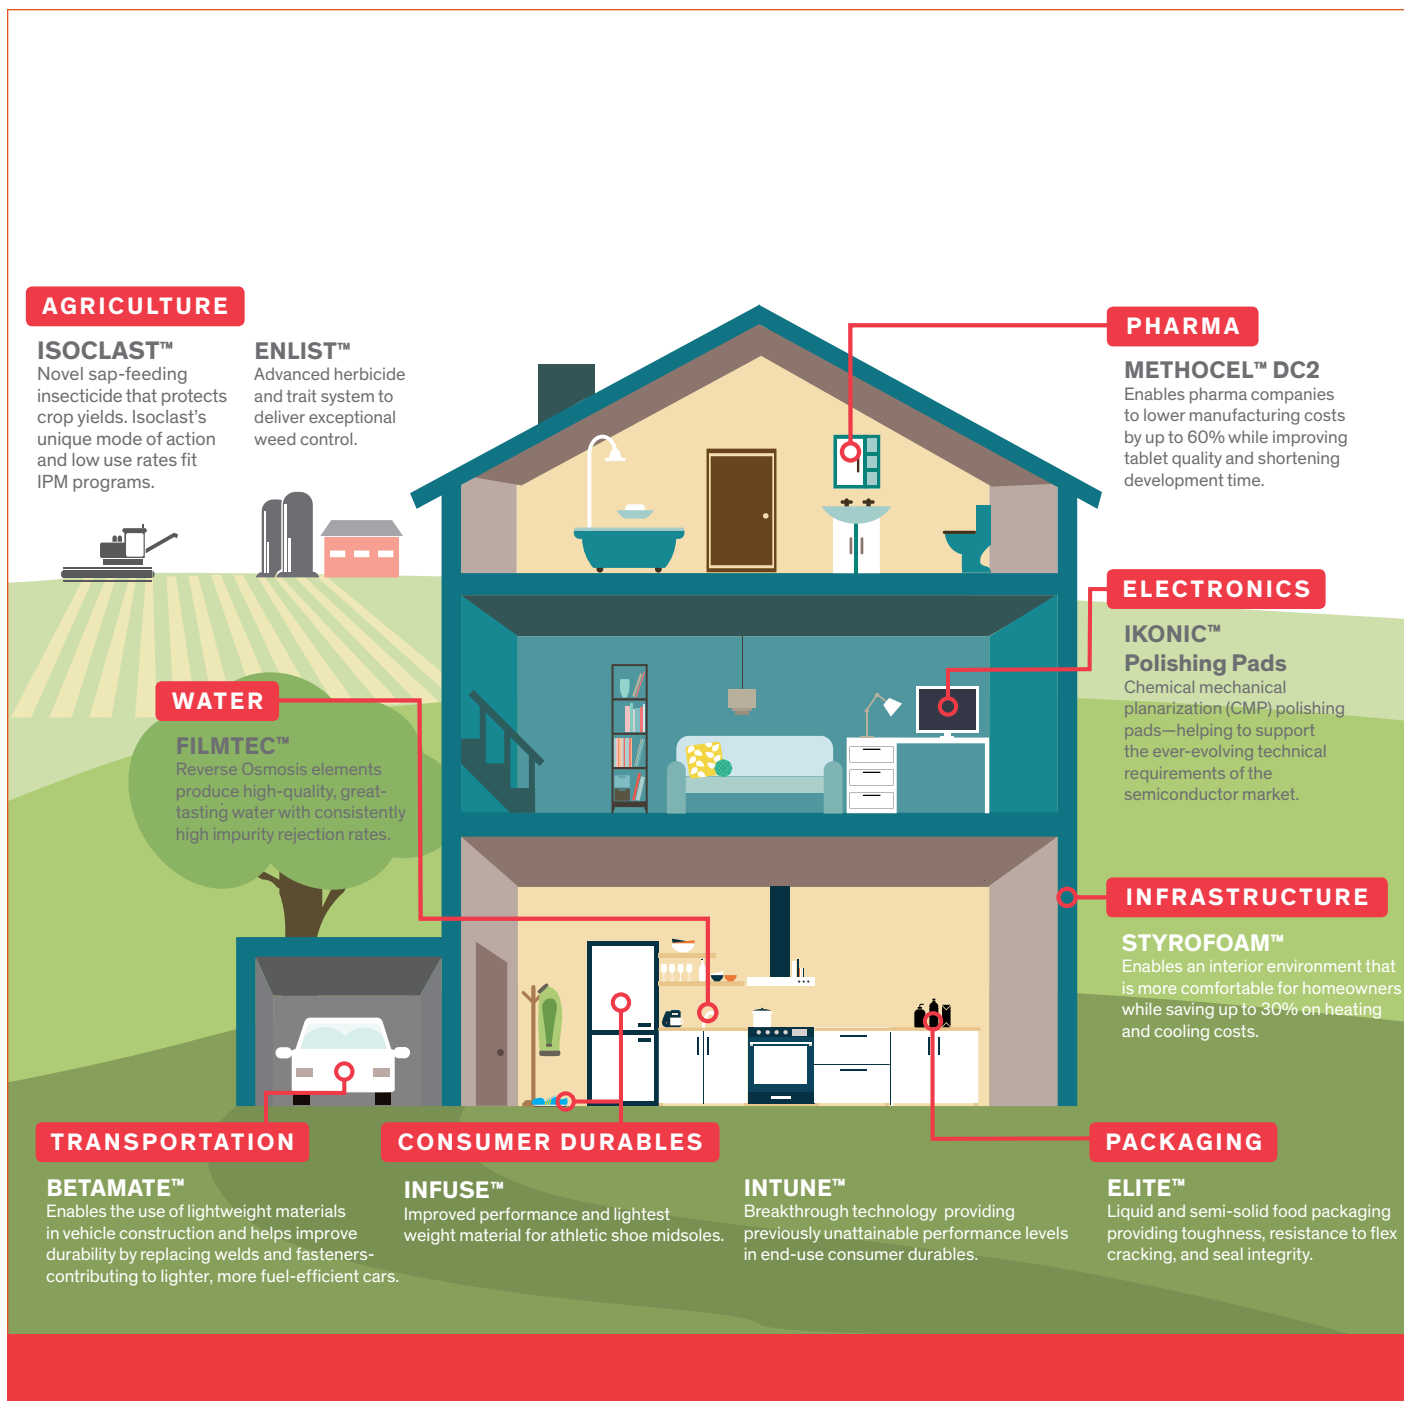 AGRICULTURE
ISOCLAST™
Novel sap-feeding
insecticide that protects
crop yields. Isoclast's
unique mode of action
and low use rates fit
IPM programs.
ENLIST™
Advanced herbicide
and trait system to
deliver exceptional
weed control.
PHARMA
METHOCEL™ DC2
Enables pharma companies
to lower manufacturing costs
by up to 60% while improving
tablet quality and shortening
development time.
ELECTRONICS
IKONIC™
Polishing Pads
Chemical mechanical
planarization (CMP) polishing
pads—helping to support
the ever-evolving technical
requirements of the
semiconductor market.
WATER
FILMTEC™
Reverse Osmosis elements
produce high-quality, great-
tasting water with consistently
high impurity rejection rates.
INFRASTRUCTURE
STYROFOAM™
Enables an interior environment that
is more comfortable for homeowners
while saving up to 30% on heating
and cooling costs.
TRANSPORTATION
BETAMATE™
Enables the use of lightweight materials
in vehicle construction and helps improve
durability by replacing welds and fasteners-
contributing to lighter, more fuel-efficient cars.
CONSUMER DURABLES
INFUSE™
Improved performance and lightest
weight material for athletic shoe midsoles.
INTUNE™
Breakthrough technology providing
previously unattainable performance levels
in end-use consumer durables.
PACKAGING
ELITE™
Liquid and semi-solid food packaging
providing toughness, resistance to flex
cracking, and seal integrity.